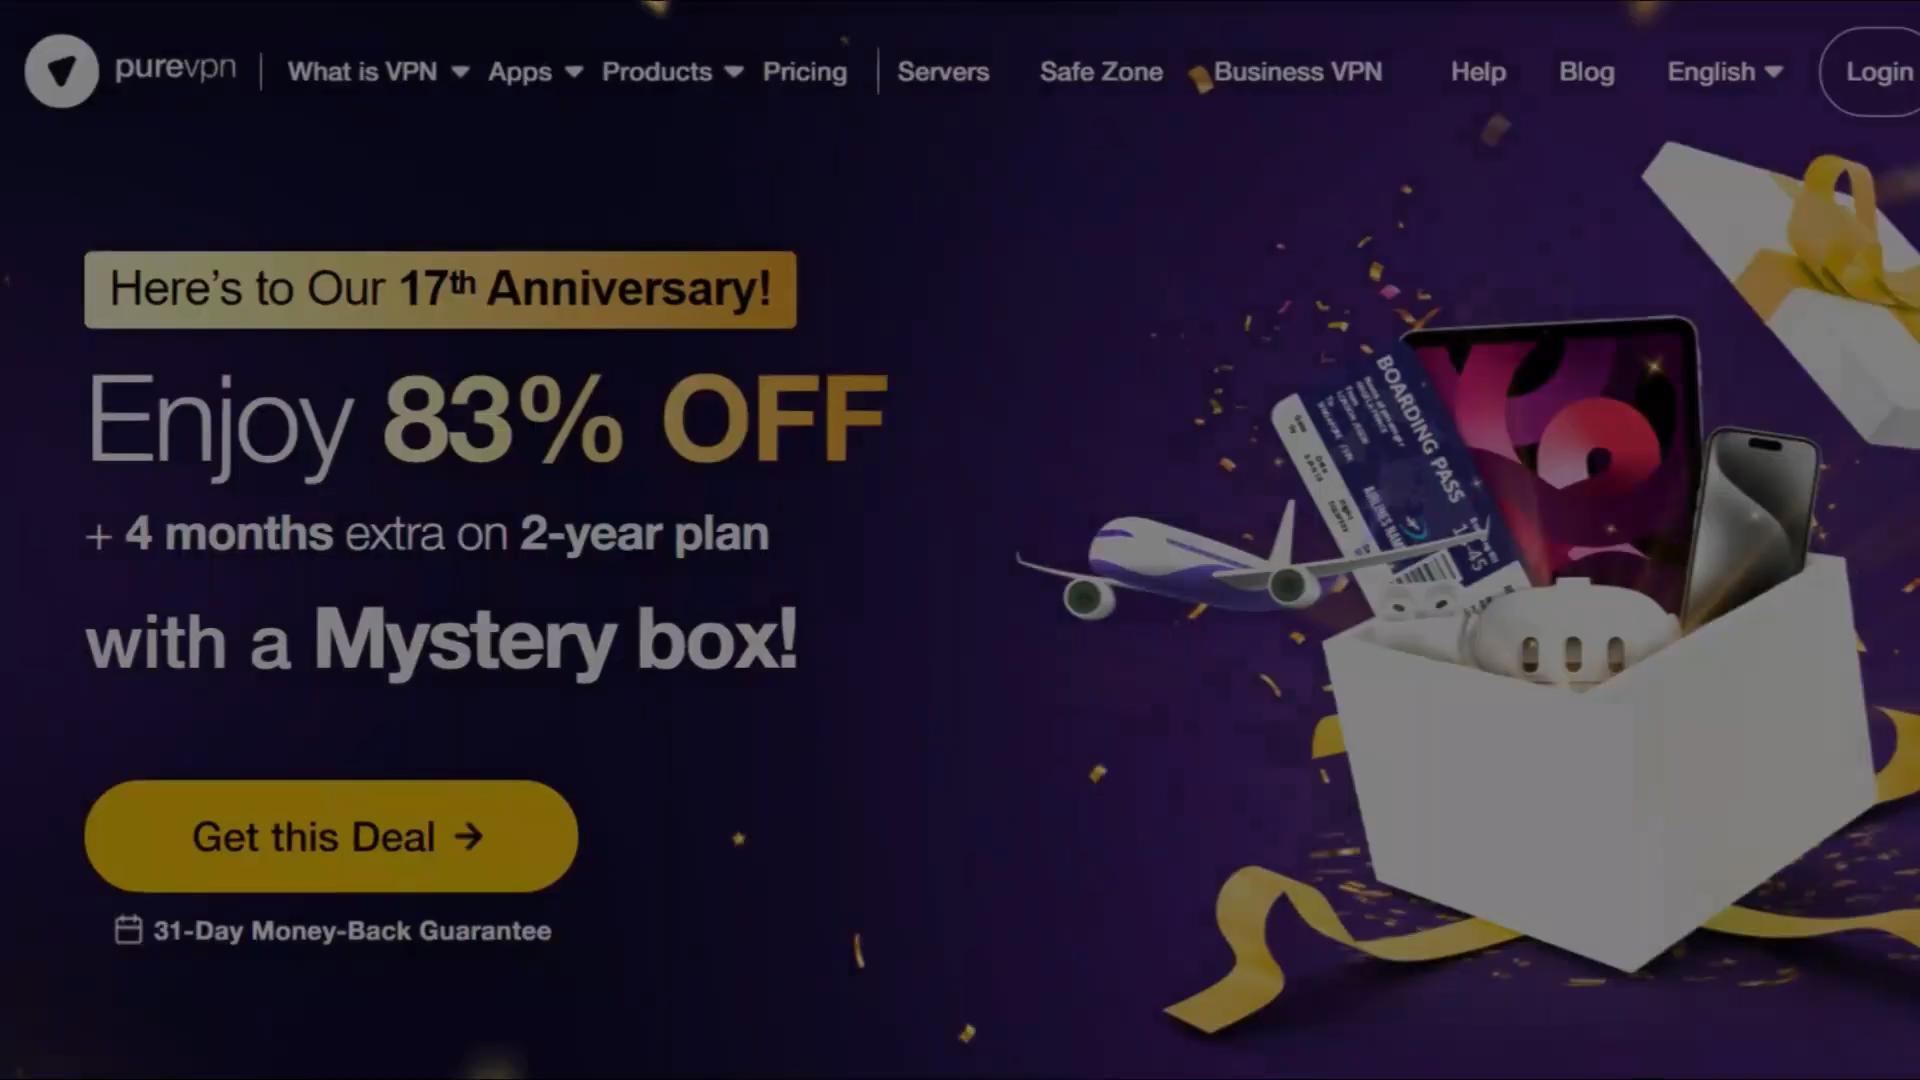 purevpn
What is VPN
Apps
Products
Pricing
Servers
Safe Zone
Business VPN
Help
Blog
English
Login
Here’s to Our 17th Anniversary!
Enjoy 83% OFF
+ 4 months extra on 2-year plan
with a Mystery box!
Get this Deal →
31-Day Money-Back Guarantee
BOARDING PASS
AIRLINES NAME